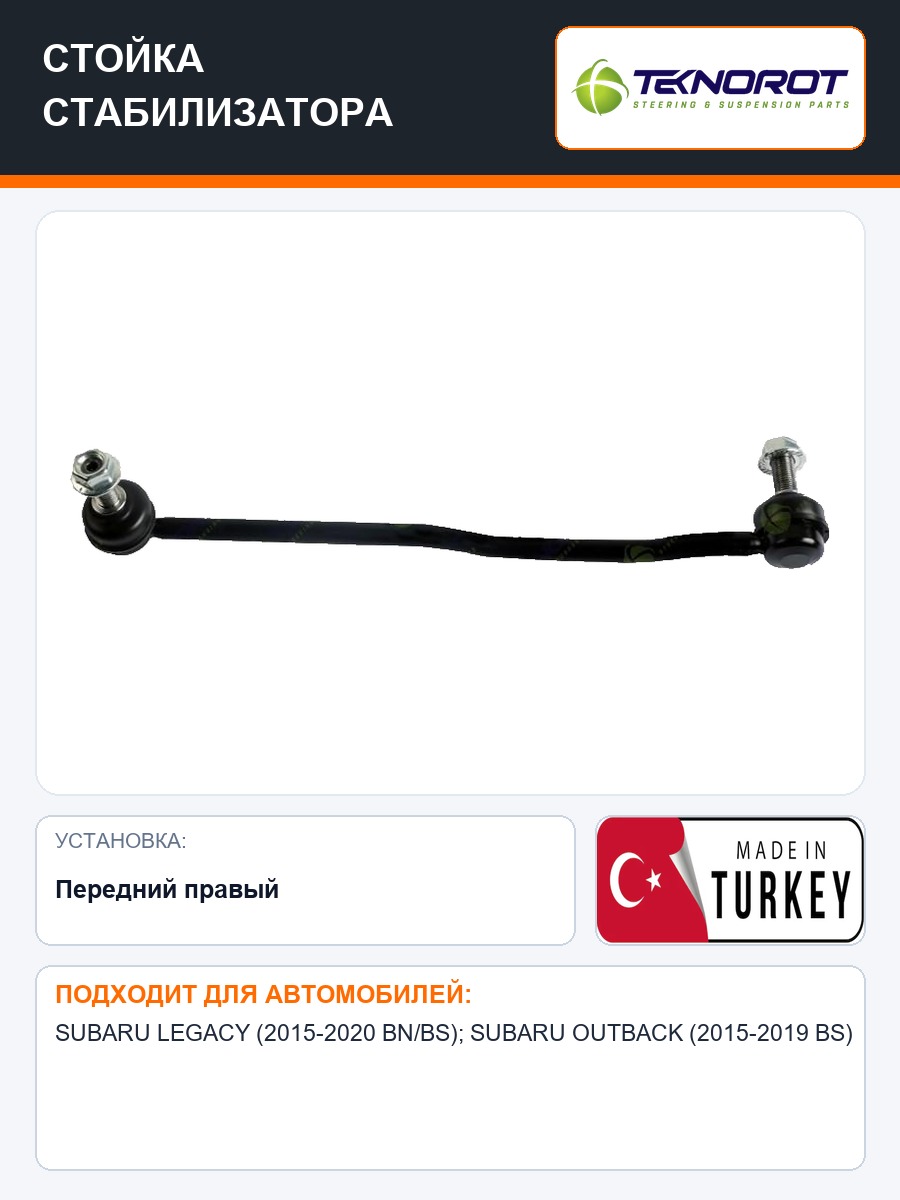 СТОЙКА
СТАБИЛИЗАТОРА
TEKNOROT
STEERING & SUSPENSION PARTS
УСТАНОВКА:
Передний правый
MADE IN
TURKEY
ПОДХОДИТ ДЛЯ АВТОМОБИЛЕЙ:
SUBARU LEGACY (2015-2020 BN/BS); SUBARU OUTBACK (2015-2019 BS)